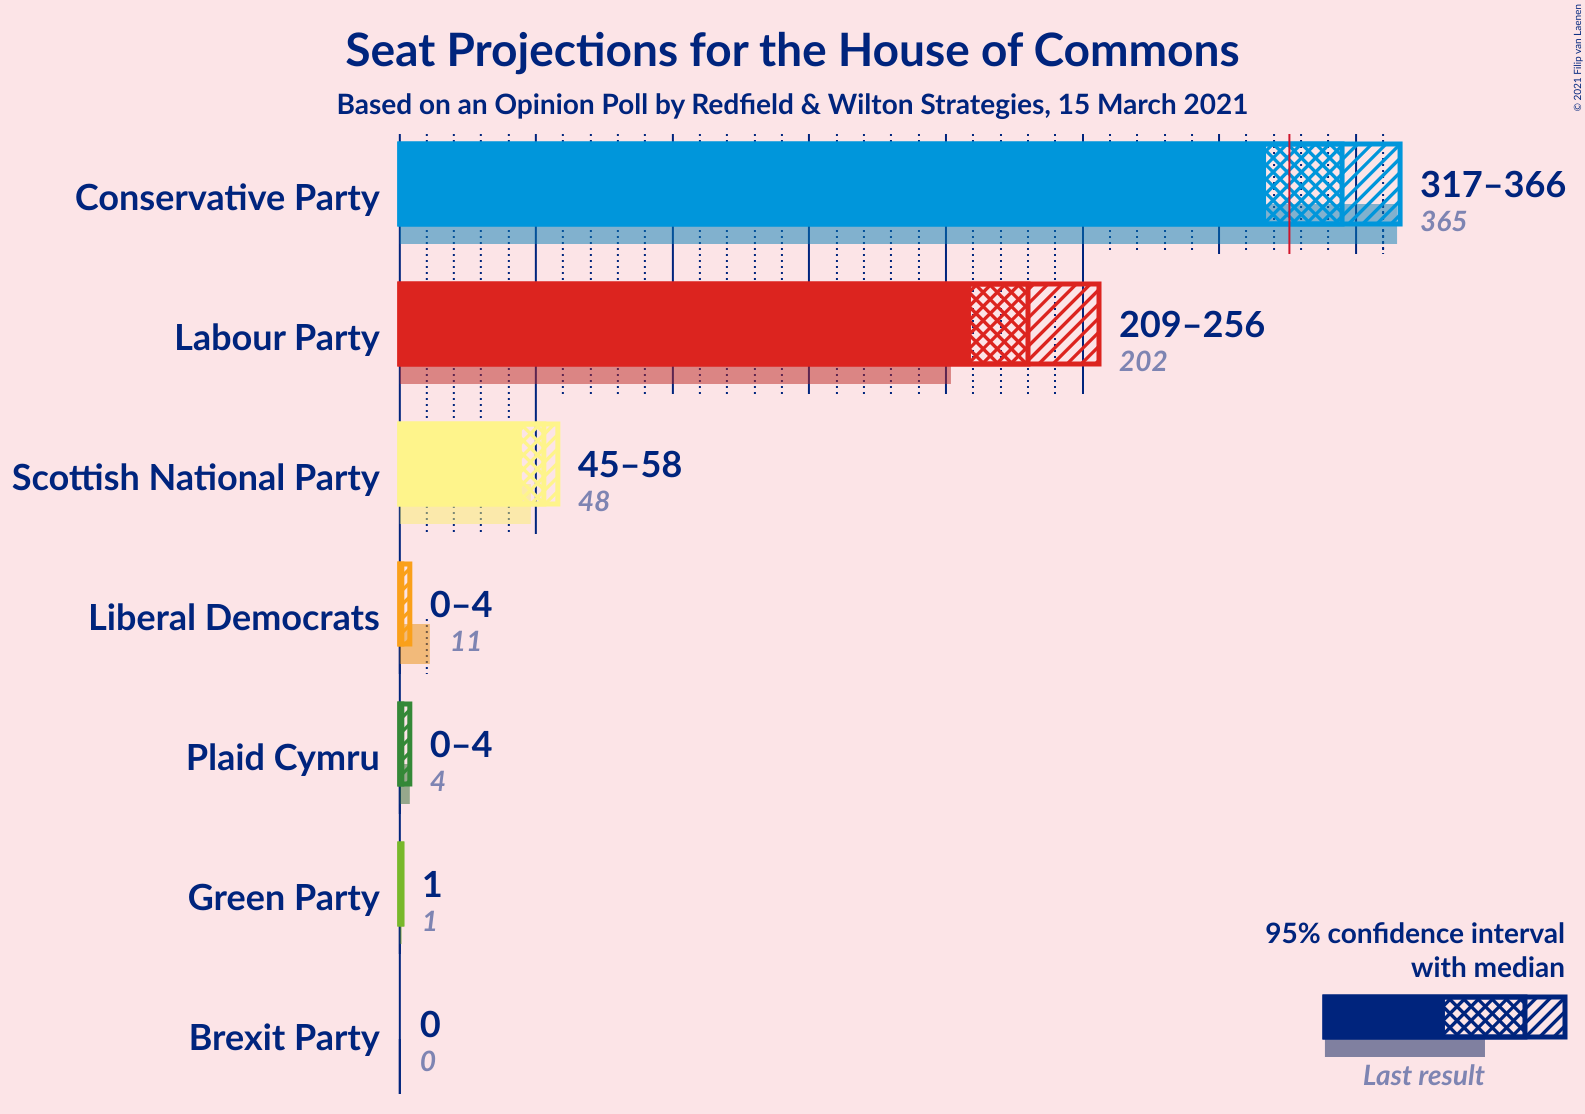 Seat Projections for the House of Commons
Based on an Opinion Poll by Redfield & Wilton Strategies, 15 March 2021
© 2021 Filip van Laenen
Conservative Party
317–366
365
Labour Party
209–256
202
Scottish National Party
45–58
48
Liberal Democrats
0–4
11
Plaid Cymru
0–4
4
Green Party
1
1
Brexit Party
0
0
95% confidence interval
with median
Last result